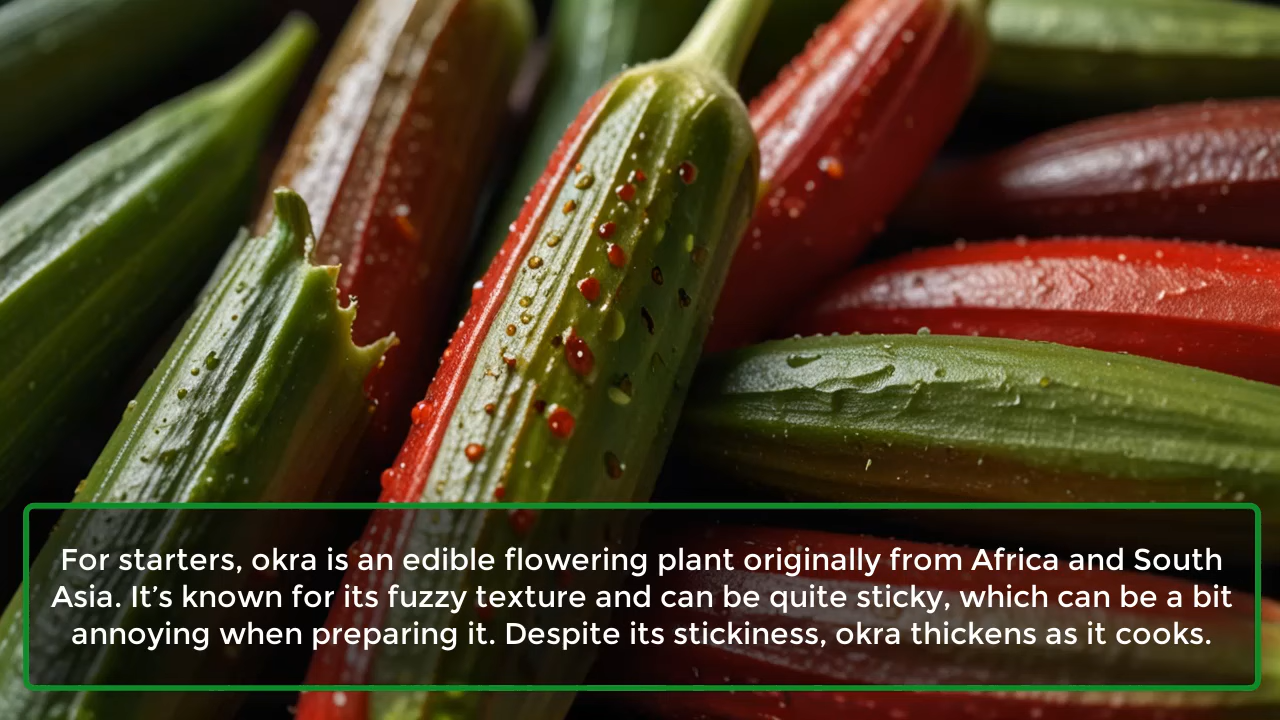 For starters, okra is an edible flowering plant originally from Africa and South
Asia. It’s known for its fuzzy texture and can be quite sticky, which can be a bit
annoying when preparing it. Despite its stickiness, okra thickens as it cooks.